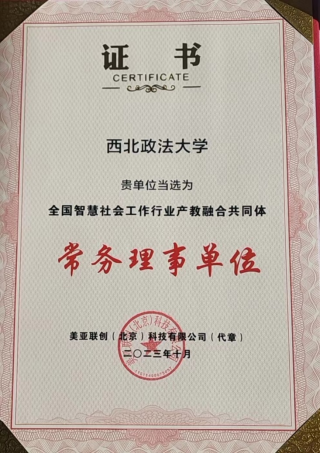 证 书
CERTIFICATE
西北政法大学
贵单位当选为
全国智慧社会工作行业产教融合共同体
常务理事单位
美亚联创（北京）科技有限公司（代章）
二〇二三年十月